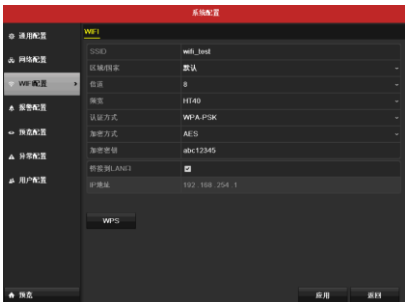 系统配置
通用配置
网络配置
WIFI配置
报警配置
预览配置
异常配置
用户配置
预览
WIFI
SSID wifi_test
区域/国家 默认
信道 8
频宽 HT40
认证方式 WPA-PSK
加密方式 AES
加密密钥 abc12345
桥接到LAN口
IP地址 192 .168 .254 .1
WPS
应用 返回